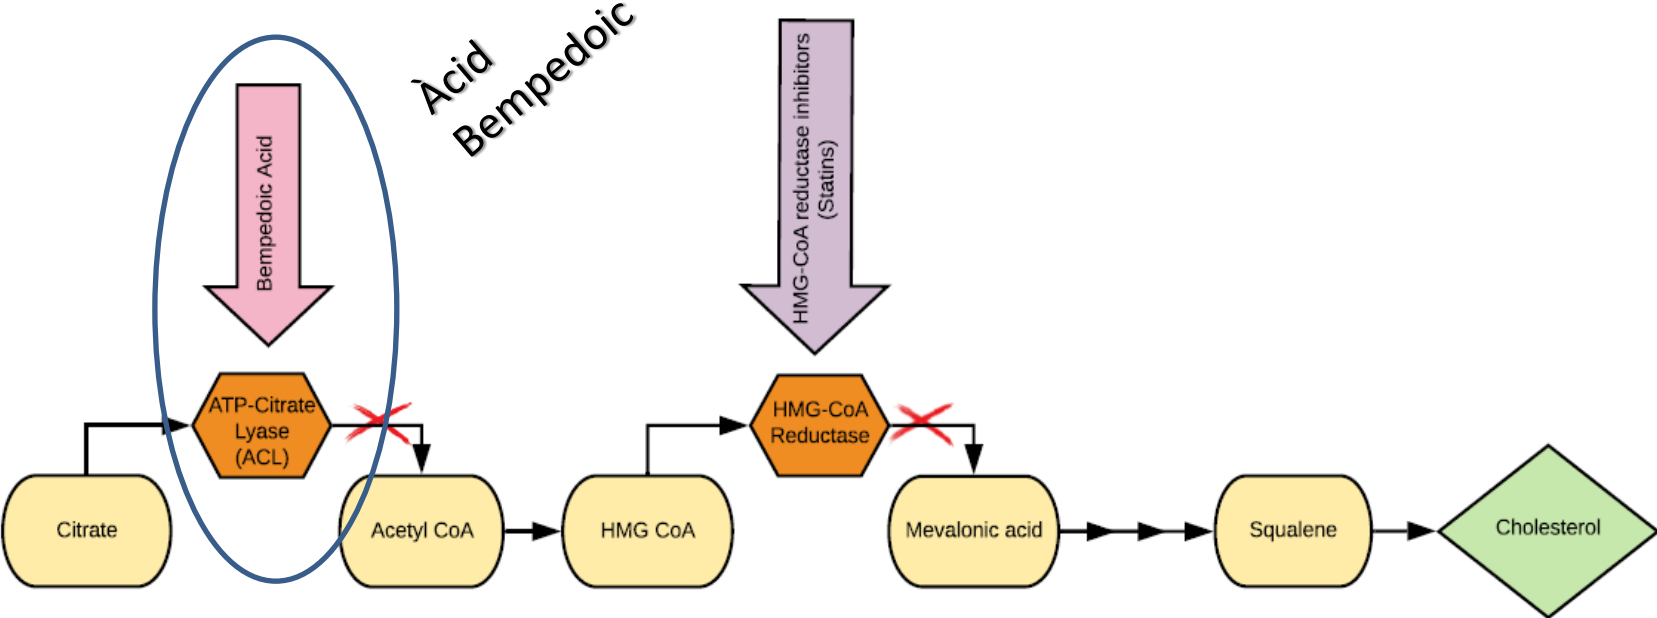 Àcid
Bempedoic
Bempedoic Acid
HMG-CoA reductase inhibitors
(Statins)
ATP-Citrate
Lyase
(ACL)
HMG-CoA
Reductase
Citrate
Acetyl CoA
HMG CoA
Mevalonic acid
Squalene
Cholesterol